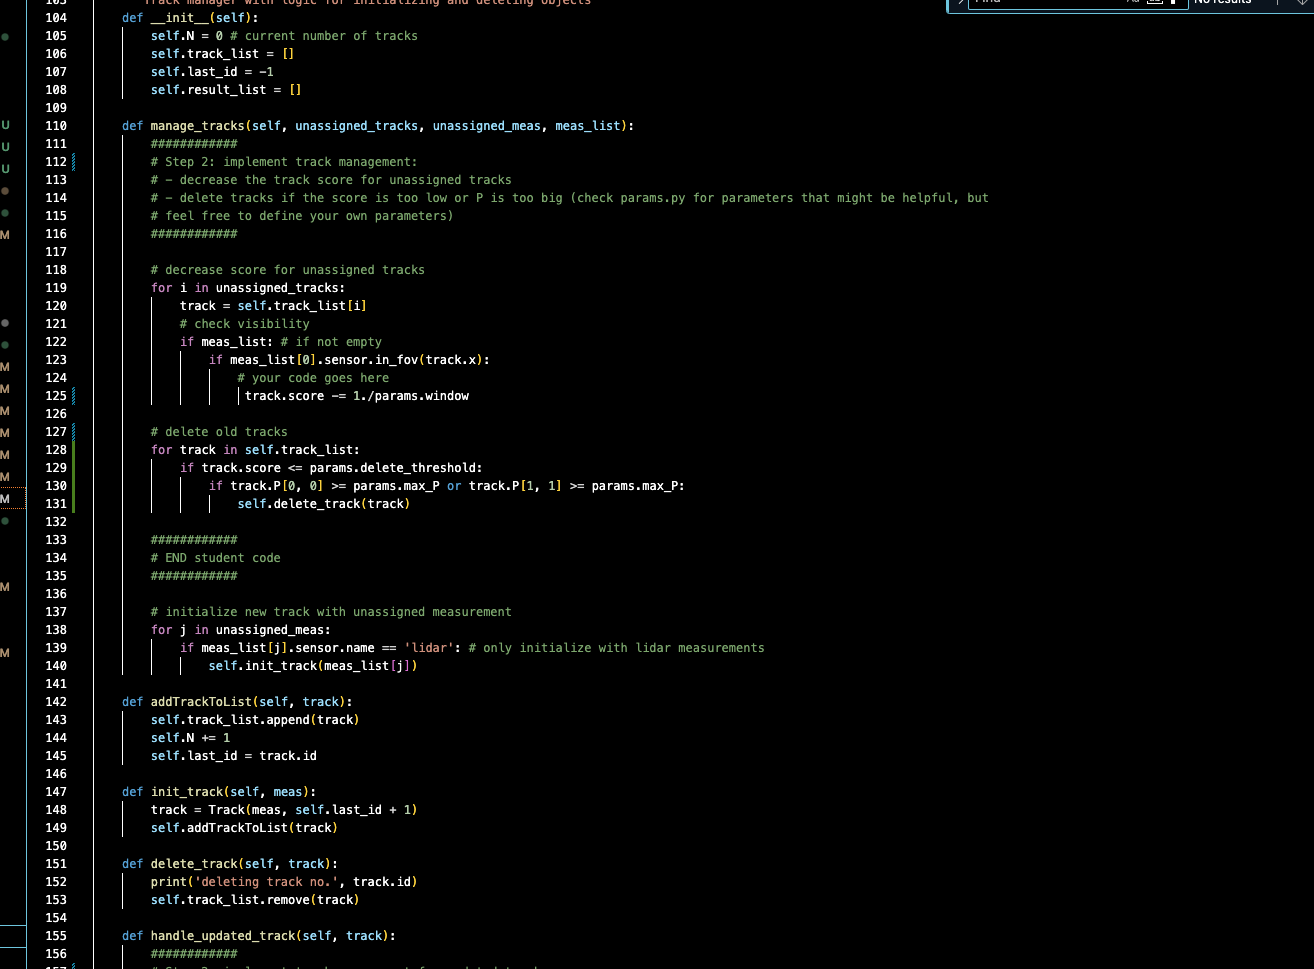 103 Track manager with logic for initializing and deleting objects
No results
104 def __init__(self):
105 self.N = 0 # current number of tracks
106 self.track_list = []
107 self.last_id = -1
108 self.result_list = []
109
110 def manage_tracks(self, unassigned_tracks, unassigned_meas, meas_list):
111 ############
112 # Step 2: implement track management:
113 # - decrease the track score for unassigned tracks
114 # - delete tracks if the score is too low or P is too big (check params.py for parameters that might be helpful, but
115 # feel free to define your own parameters)
116 ############
117
118 # decrease score for unassigned tracks
119 for i in unassigned_tracks:
120 track = self.track_list[i]
121 # check visibility
122 if meas_list: # if not empty
123 if meas_list[0].sensor.in_fov(track.x):
124 # your code goes here
125 track.score -= 1./params.window
126
127 # delete old tracks
128 for track in self.track_list:
129 if track.score <= params.delete_threshold:
130 if track.P[0, 0] >= params.max_P or track.P[1, 1] >= params.max_P:
131 self.delete_track(track)
132
133 ############
134 # END student code
135 ############
136
137 # initialize new track with unassigned measurement
138 for j in unassigned_meas:
139 if meas_list[j].sensor.name == 'lidar': # only initialize with lidar measurements
140 self.init_track(meas_list[j])
141
142 def addTrackToList(self, track):
143 self.track_list.append(track)
144 self.N += 1
145 self.last_id = track.id
146
147 def init_track(self, meas):
148 track = Track(meas, self.last_id + 1)
149 self.addTrackToList(track)
150
151 def delete_track(self, track):
152 print('deleting track no.', track.id)
153 self.track_list.remove(track)
154
155 def handle_updated_track(self, track):
156 ############
U
U
U
M
M
M
M
M
M
M
M
M
M